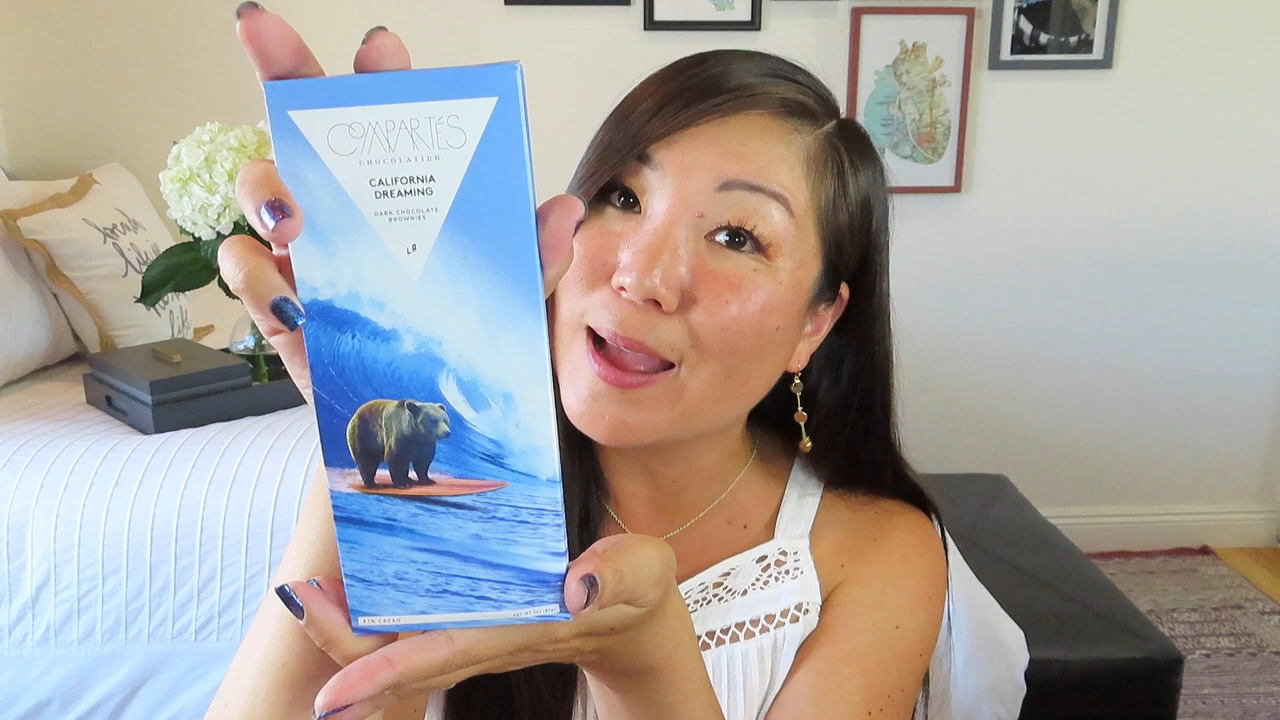 COMPARTÉS
CHOCOLATIER
CALIFORNIA
DREAMING
DARK CHOCOLATE
BROWNIES
LA